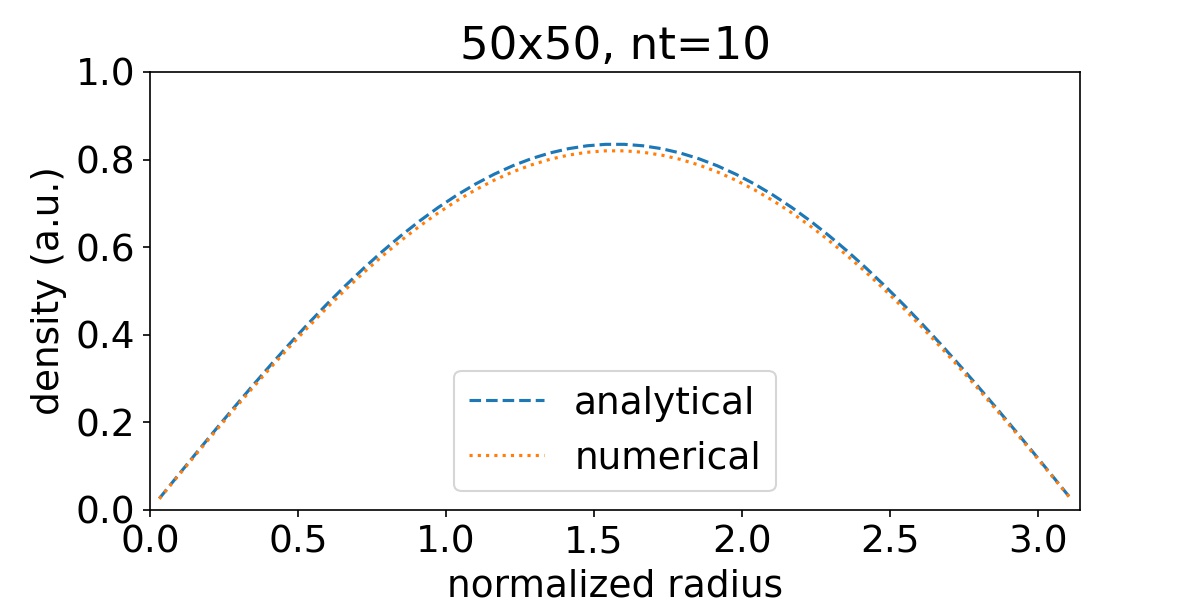 50x50, nt=10
density (a.u.)
1.0
0.8
0.6
0.4
0.2
0.0
analytical
numerical
0.0 0.5 1.0 1.5 2.0 2.5 3.0
normalized radius